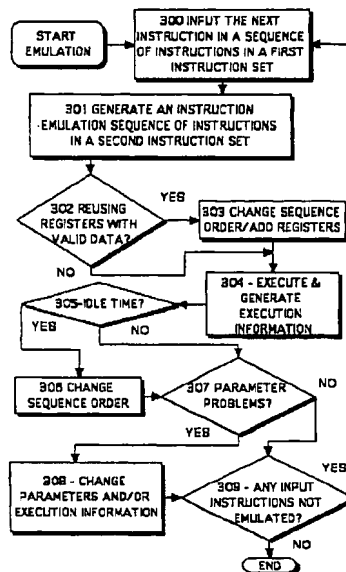 START
EMULATION
300 INPUT THE NEXT
INSTRUCTION IN A SEQUENCE
OF INSTRUCTIONS IN A FIRST
INSTRUCTION SET
301 GENERATE AN INSTRUCTION
EMULATION SEQUENCE OF INSTRUCTIONS
IN A SECOND INSTRUCTION SET
302 REUSING
REGISTERS WITH
VALID DATA?
YES
303 CHANGE SEQUENCE
ORDER/ADD REGISTERS
NO
304 - EXECUTE &
GENERATE
EXECUTION
INFORMATION
305-IDLE TIME?
YES
NO
306 CHANGE
SEQUENCE ORDER
307 PARAMETER
PROBLEMS?
NO
YES
308 - CHANGE
PARAMETERS AND/OR
EXECUTION INFORMATION
309 - ANY INPUT
INSTRUCTIONS NOT
EMULATED?
YES
NO
END